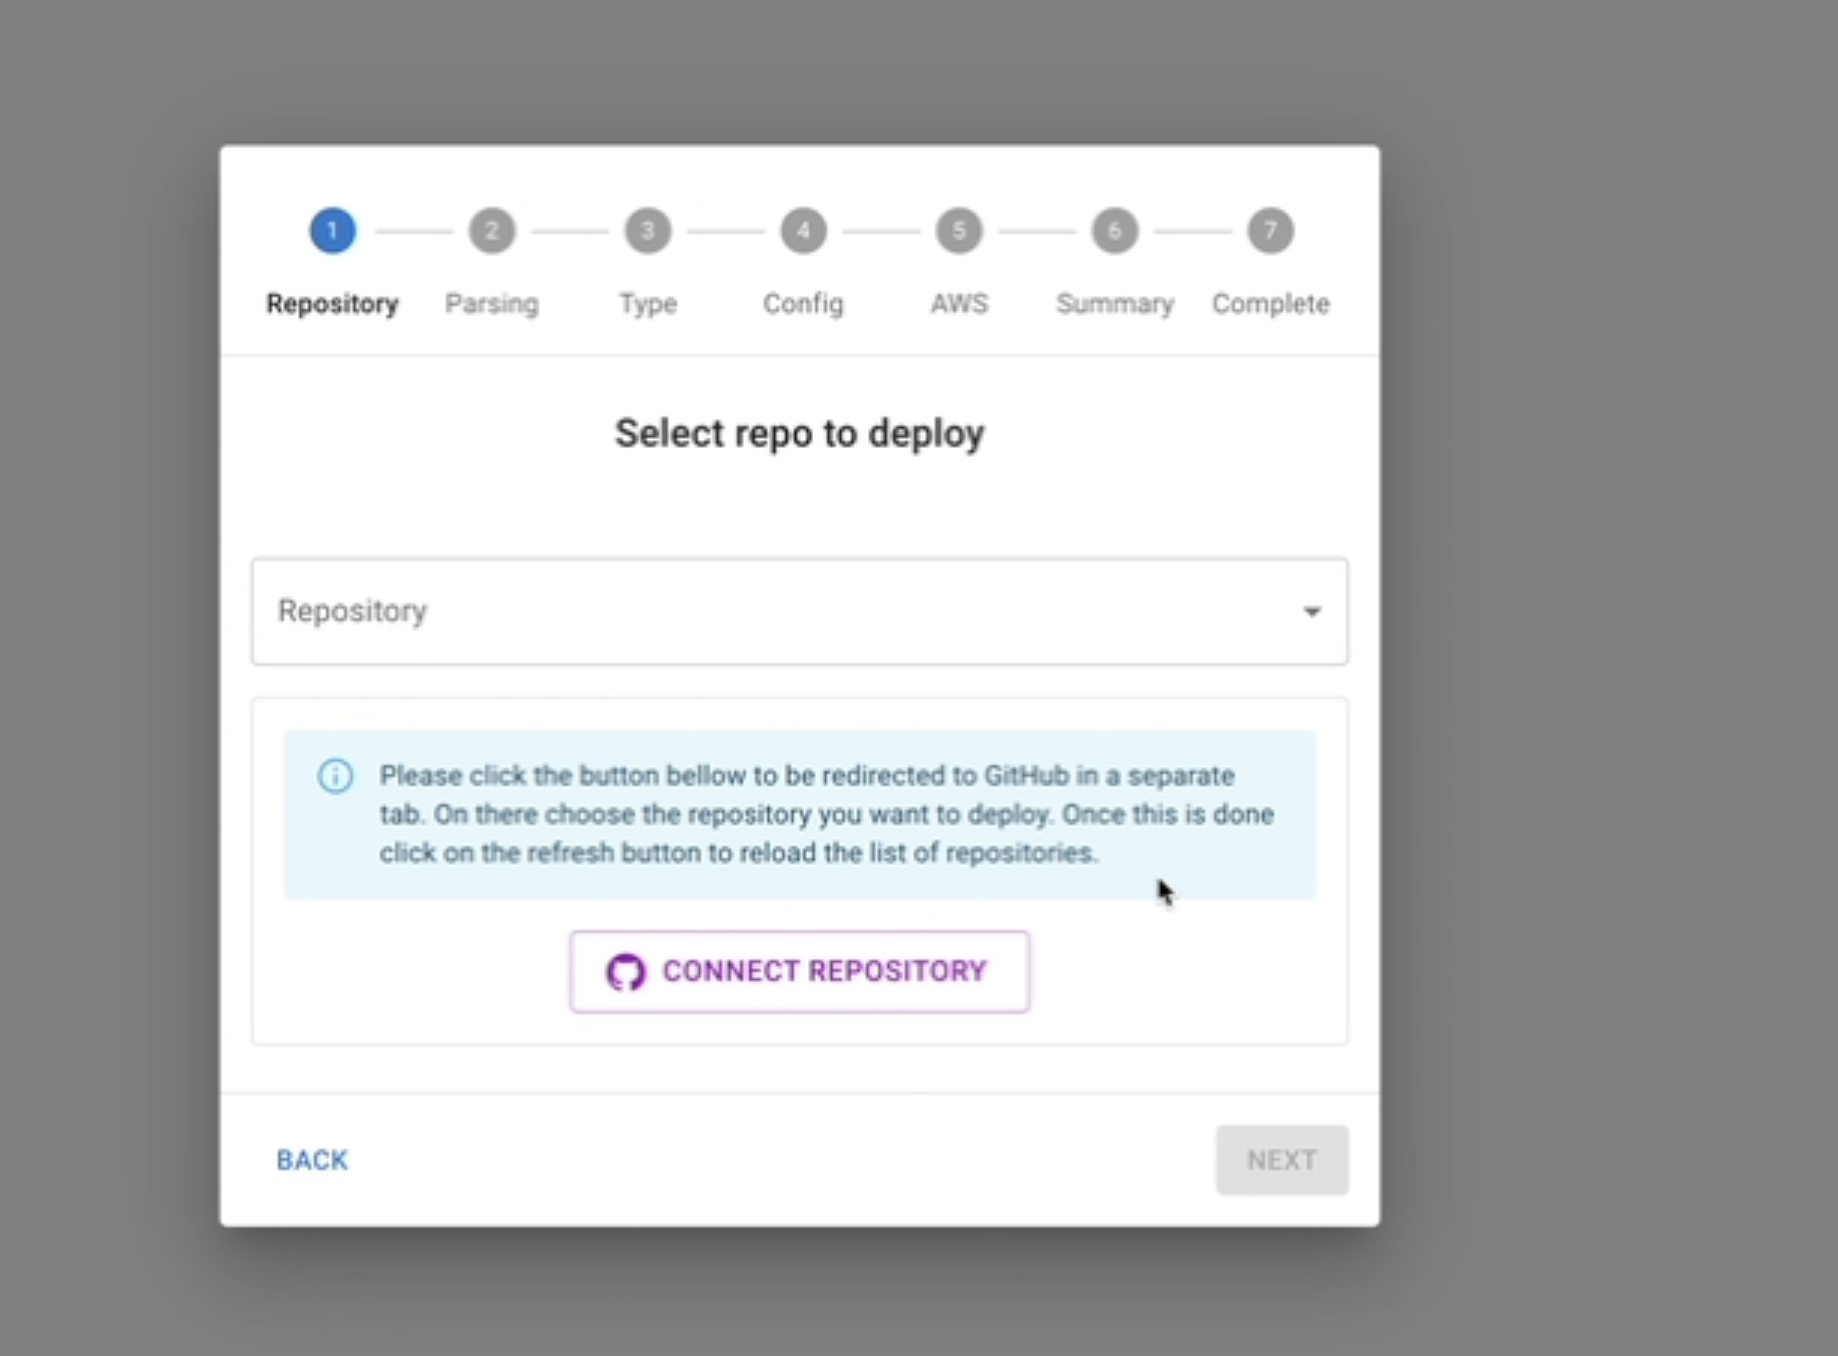 1 2 3 4 5 6 7
Repository Parsing Type Config AWS Summary Complete
Select repo to deploy
Repository
Please click the button bellow to be redirected to GitHub in a separate
tab. On there choose the repository you want to deploy. Once this is done
click on the refresh button to reload the list of repositories.
CONNECT REPOSITORY
BACK NEXT